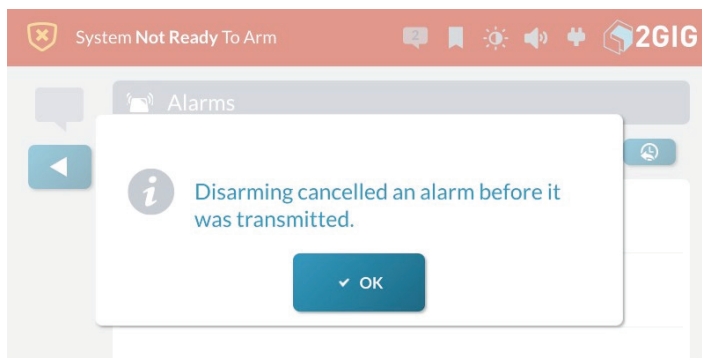 System Not Ready To Arm
2
2GIG
Alarms
i
Disarming cancelled an alarm before it
was transmitted.
OK